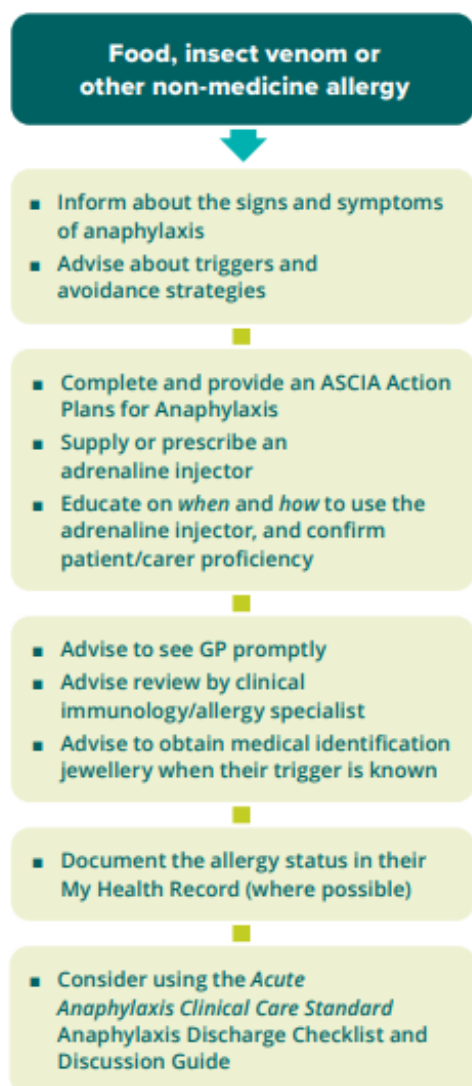 Food, insect venom or
other non-medicine allergy
▪ Inform about the signs and symptoms
of anaphylaxis
▪ Advise about triggers and
avoidance strategies
▪ Complete and provide an ASCIA Action
Plans for Anaphylaxis
▪ Supply or prescribe an
adrenaline injector
▪ Educate on when and how to use the
adrenaline injector, and confirm
patient/carer proficiency
▪ Advise to see GP promptly
▪ Advise review by clinical
immunology/allergy specialist
▪ Advise to obtain medical identification
jewellery when their trigger is known
▪ Document the allergy status in their
My Health Record (where possible)
▪ Consider using the Acute
Anaphylaxis Clinical Care Standard
Anaphylaxis Discharge Checklist and
Discussion Guide